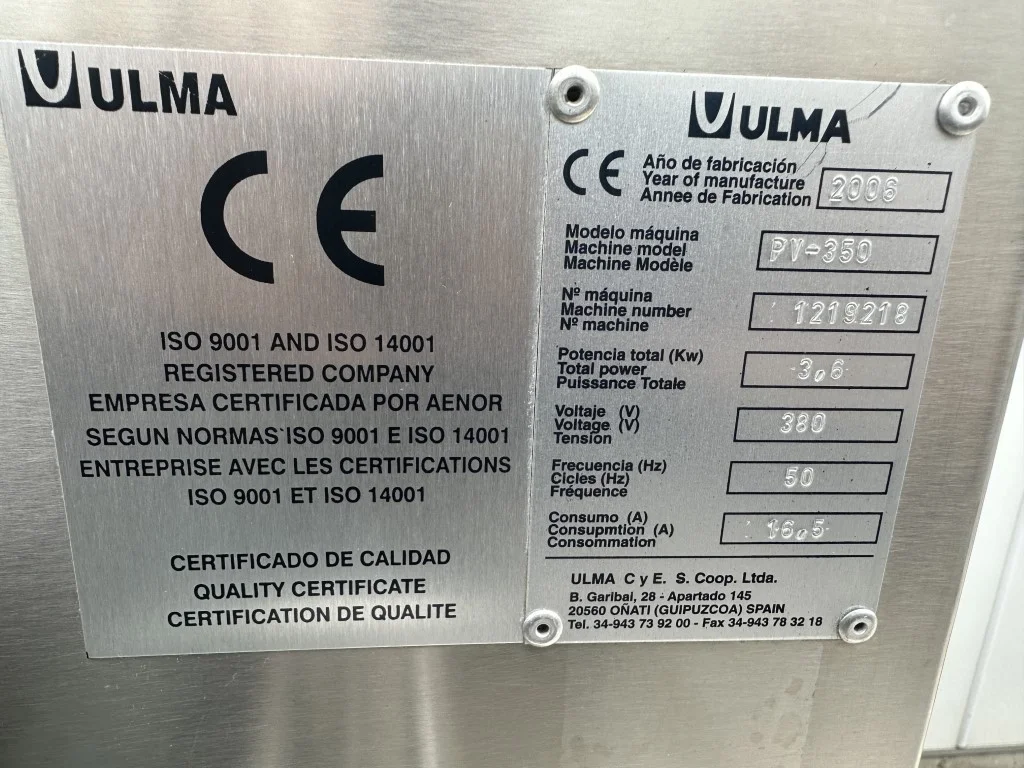 ULMA
CE
ISO 9001 AND ISO 14001
REGISTERED COMPANY
EMPRESA CERTIFICADA POR AENOR
SEGUN NORMAS ISO 9001 E ISO 14001
ENTREPRISE AVEC LES CERTIFICATIONS
ISO 9001 ET ISO 14001
CERTIFICADO DE CALIDAD
QUALITY CERTIFICATE
CERTIFICATION DE QUALITE
ULMA
CE
Año de fabricación
Year of manufacture 2006
Annee de Fabrication
Modelo máquina
Machine model PV-350
Machine Modèle
Nº máquina
Machine number 1219218
Nº machine
Potencia total (Kw)
Total power 3,6
Puissance Totale
Voltaje (V)
Voltage (V) 380
Tensión
Frecuencia (Hz)
Cicles (Hz) 50
Fréquence
Consumo (A)
Consupmtion (A) 16,5
Consommation
ULMA C y E. S. Coop. Ltda.
B. Garibai, 28 - Apartado 145
20560 OÑATI (GUIPUZCOA) SPAIN
Tel. 34-943 73 92 00 - Fax 34-943 78 32 18